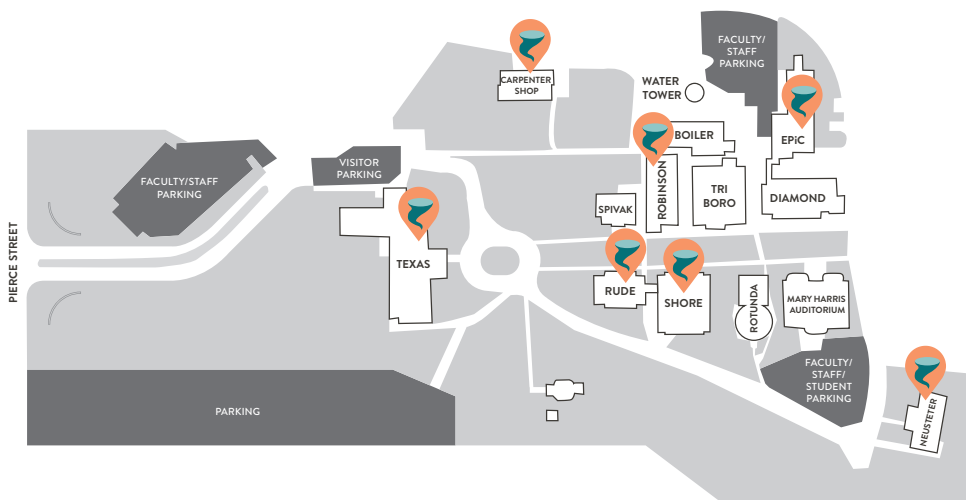 FACULTY/
STAFF
PARKING
CARPENTER
SHOP
WATER
TOWER
BOILER
EPiC
VISITOR
PARKING
FACULTY/STAFF
PARKING
ROBINSON
TRI
BORO
DIAMOND
SPIVAK
PIERCE STREET
TEXAS
RUDE
SHORE
ROTUNDA
MARY HARRIS
AUDITORIUM
FACULTY/
STAFF/
STUDENT
PARKING
PARKING
NEUSTETER